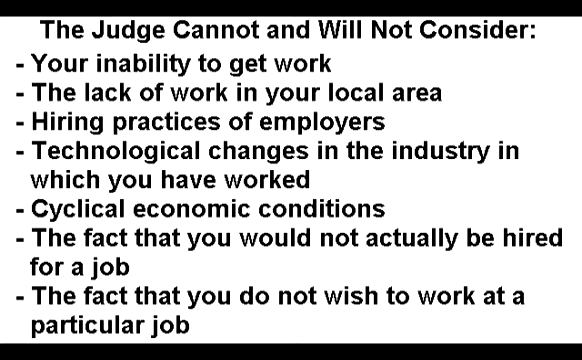 The Judge Cannot and Will Not Consider:
- Your inability to get work
- The lack of work in your local area
- Hiring practices of employers
- Technological changes in the industry in
which you have worked
- Cyclical economic conditions
- The fact that you would not actually be hired
for a job
- The fact that you do not wish to work at a
particular job